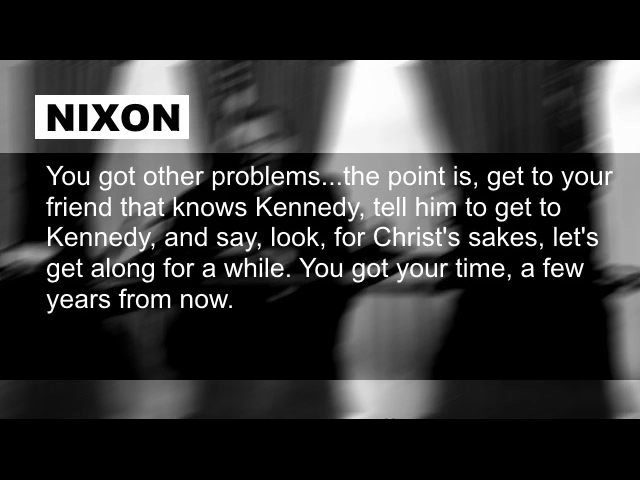 NIXON
You got other problems...the point is, get to your
friend that knows Kennedy, tell him to get to
Kennedy, and say, look, for Christ's sakes, let's
get along for a while. You got your time, a few
years from now.